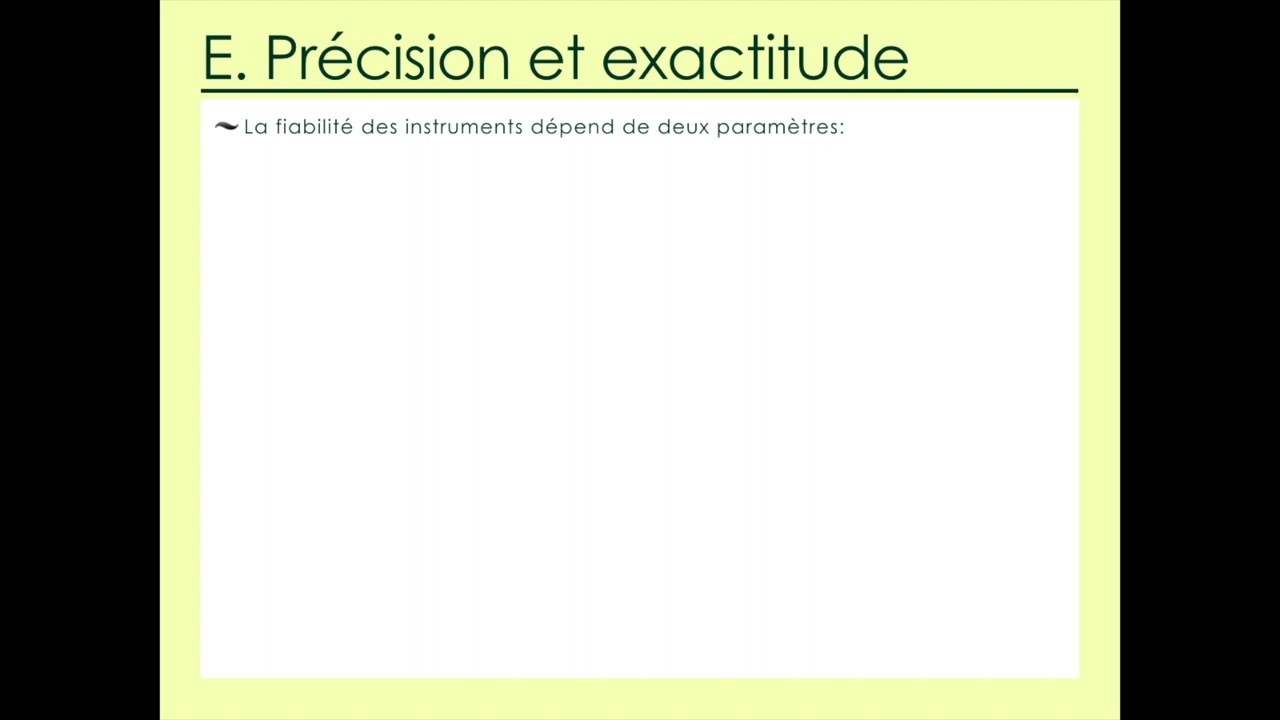 E. Précision et exactitude
La fiabilité des instruments dépend de deux paramètres: